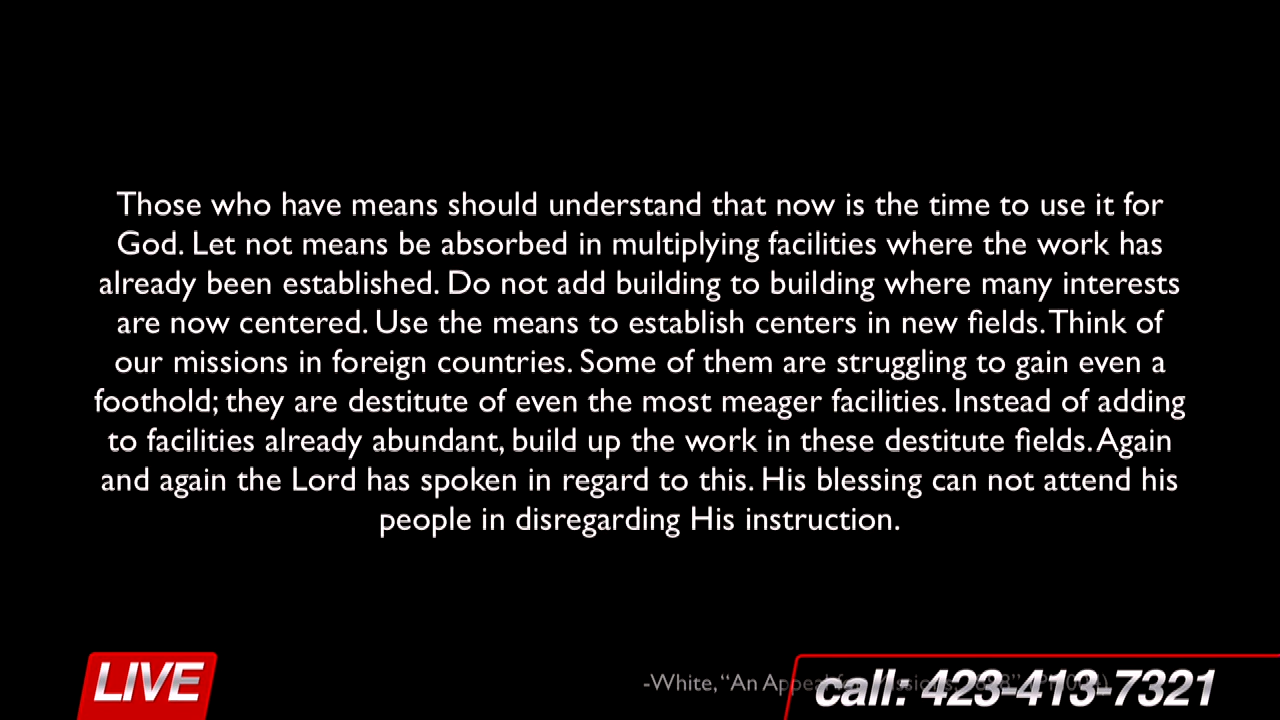 Those who have means should understand that now is the time to use it for
God. Let not means be absorbed in multiplying facilities where the work has
already been established. Do not add building to building where many interests
are now centered. Use the means to establish centers in new fields. Think of
our missions in foreign countries. Some of them are struggling to gain even a
foothold; they are destitute of even the most meager facilities. Instead of adding
to facilities already abundant, build up the work in these destitute fields. Again
and again the Lord has spoken in regard to this. His blessing can not attend his
people in disregarding His instruction.
-White, “An Appeal
LIVE
call: 423-413-7321